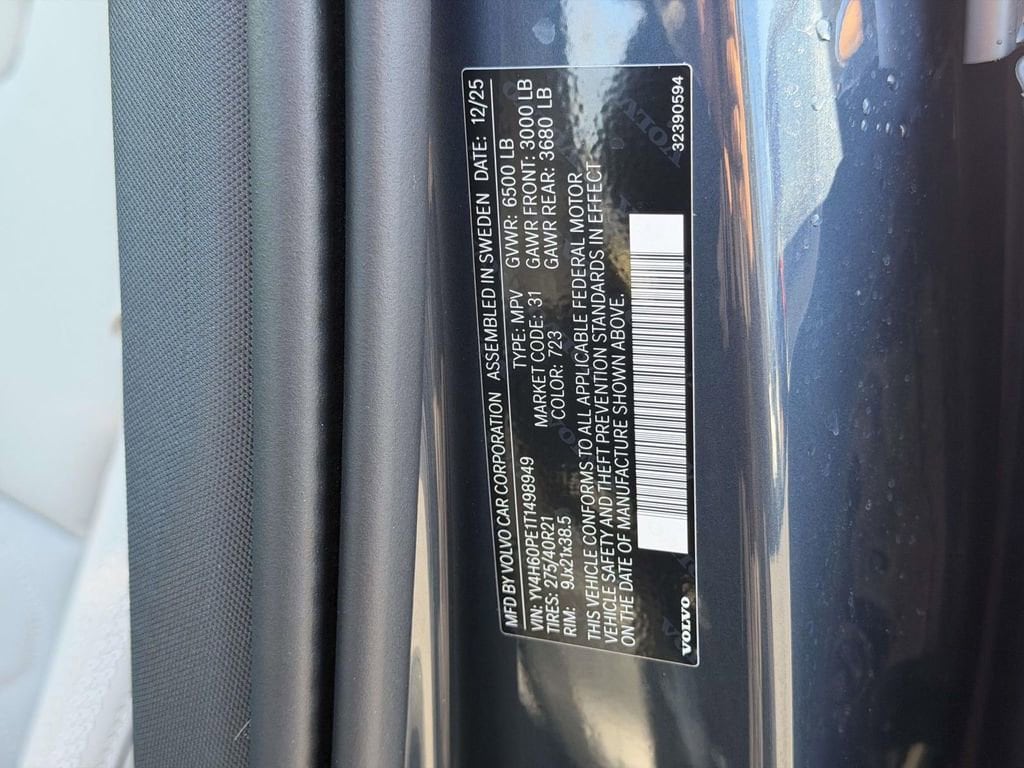 MFD BY VOLVO CAR CORPORATION ASSEMBLED IN SWEDEN DATE: 12/25
VIN: YV4H60PE1T1498949 TYPE: MPV GVWR: 6500 LB
TIRES: 275/40R21 MARKET CODE: 31 GAWR FRONT: 3000 LB
RIM: 9Jx21x38.5 COLOR: 723 GAWR REAR: 3680 LB
THIS VEHICLE CONFORMS TO ALL APPLICABLE FEDERAL MOTOR
VEHICLE SAFETY AND THEFT PREVENTION STANDARDS IN EFFECT
ON THE DATE OF MANUFACTURE SHOWN ABOVE.
VOLVO 32390594